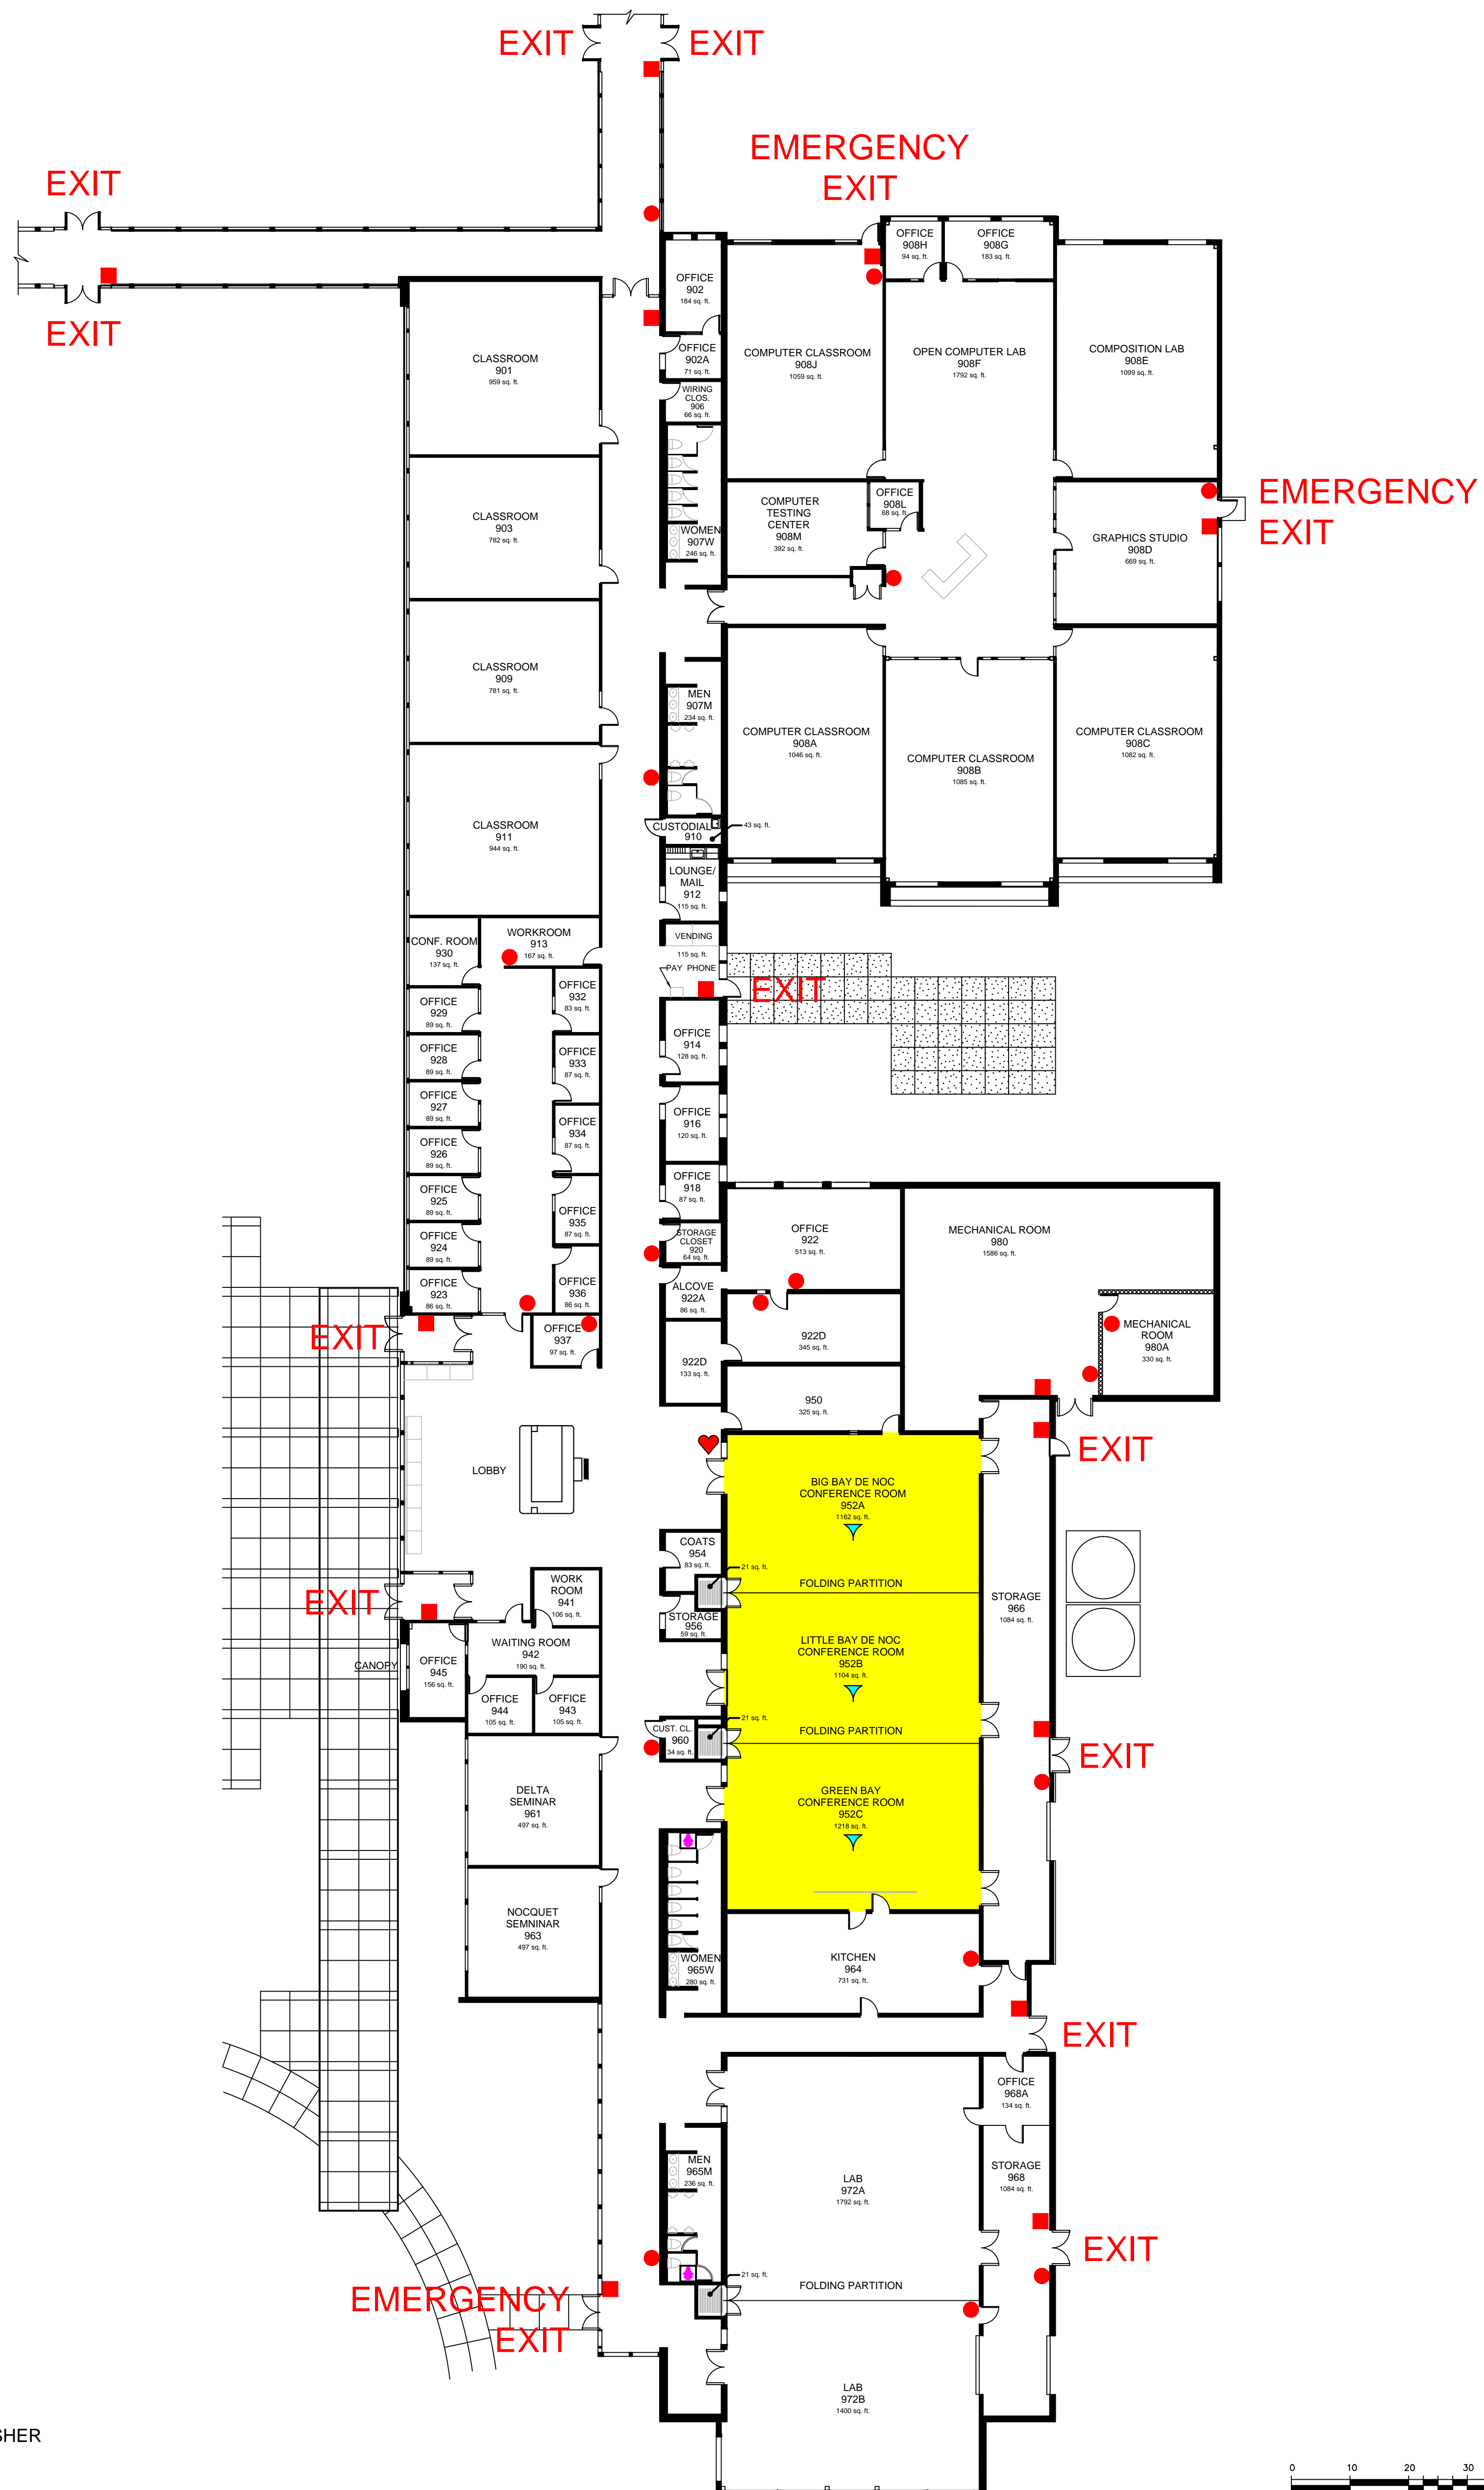 EXIT
EXIT
EMERGENCY
EXIT
EXIT
EXIT
OFFICE
908H
94 sq. ft.
OFFICE
908G
183 sq. ft.
OFFICE
902
184 sq. ft.
OFFICE
902A
71 sq. ft.
WIRING
CLOS.
906
66 sq. ft.
CLASSROOM
901
959 sq. ft.
COMPUTER CLASSROOM
908J
1059 sq. ft.
OPEN COMPUTER LAB
908F
1792 sq. ft.
COMPOSITION LAB
908E
1099 sq. ft.
CLASSROOM
903
782 sq. ft.
WOMEN
907W
246 sq. ft.
COMPUTER
TESTING
CENTER
908M
392 sq. ft.
OFFICE
908L
68 sq. ft.
GRAPHICS STUDIO
908D
669 sq. ft.
EMERGENCY
EXIT
CLASSROOM
909
781 sq. ft.
MEN
907M
234 sq. ft.
COMPUTER CLASSROOM
908A
1046 sq. ft.
COMPUTER CLASSROOM
908B
1085 sq. ft.
COMPUTER CLASSROOM
908C
1082 sq. ft.
CLASSROOM
911
944 sq. ft.
CUSTODIAL
910
43 sq. ft.
LOUNGE/
MAIL
912
115 sq. ft.
VENDING
115 sq. ft.
PAY PHONE
EXIT
CONF. ROOM
930
137 sq. ft.
WORKROOM
913
167 sq. ft.
OFFICE
929
89 sq. ft.
OFFICE
928
89 sq. ft.
OFFICE
927
89 sq. ft.
OFFICE
926
89 sq. ft.
OFFICE
925
89 sq. ft.
OFFICE
924
89 sq. ft.
OFFICE
923
86 sq. ft.
OFFICE
932
83 sq. ft.
OFFICE
933
87 sq. ft.
OFFICE
934
87 sq. ft.
OFFICE
935
87 sq. ft.
OFFICE
936
86 sq. ft.
OFFICE
937
97 sq. ft.
OFFICE
914
128 sq. ft.
OFFICE
916
120 sq. ft.
OFFICE
918
87 sq. ft.
STORAGE
CLOSET
920
64 sq. ft.
ALCOVE
922A
86 sq. ft.
922D
133 sq. ft.
OFFICE
922
513 sq. ft.
922D
345 sq. ft.
950
325 sq. ft.
MECHANICAL ROOM
980
1586 sq. ft.
MECHANICAL
ROOM
980A
330 sq. ft.
EXIT
EXIT
LOBBY
BIG BAY DE NOC
CONFERENCE ROOM
952A
1162 sq. ft.
COATS
954
83 sq. ft.
21 sq. ft.
FOLDING PARTITION
STORAGE
956
59 sq. ft.
STORAGE
966
1084 sq. ft.
EXIT
WORK
ROOM
941
106 sq. ft.
WAITING ROOM
942
190 sq. ft.
CANOPY
OFFICE
945
156 sq. ft.
OFFICE
944
105 sq. ft.
OFFICE
943
105 sq. ft.
LITTLE BAY DE NOC
CONFERENCE ROOM
952B
1104 sq. ft.
21 sq. ft.
FOLDING PARTITION
CUST. CL.
960
34 sq. ft.
EXIT
DELTA
SEMINAR
961
497 sq. ft.
GREEN BAY
CONFERENCE ROOM
952C
1218 sq. ft.
NOCQUET
SEMNINAR
963
497 sq. ft.
WOMEN
965W
280 sq. ft.
KITCHEN
964
731 sq. ft.
EXIT
OFFICE
968A
134 sq. ft.
MEN
965M
236 sq. ft.
LAB
972A
1792 sq. ft.
STORAGE
968
1084 sq. ft.
EXIT
21 sq. ft.
FOLDING PARTITION
EMERGENCY
EXIT
LAB
972B
1400 sq. ft.
SHER
0 10 20 30